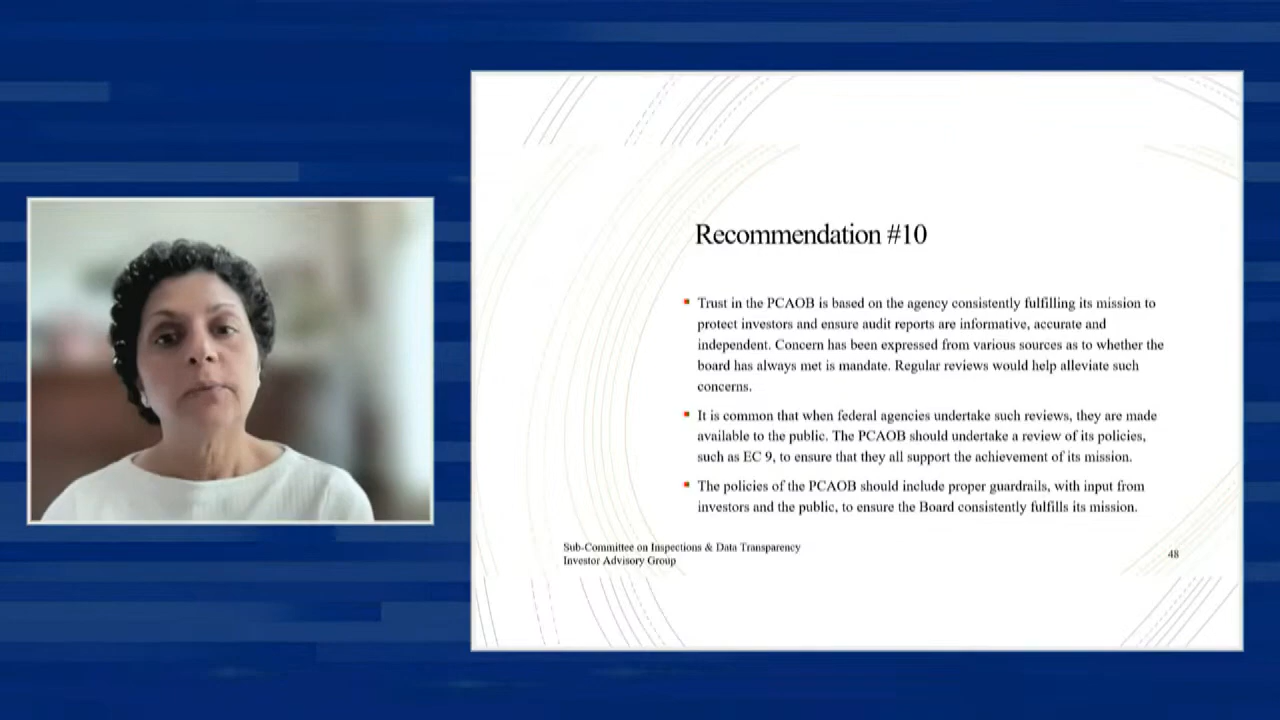 Recommendation #10
Trust in the PCAOB is based on the agency consistently fulfilling its mission to
protect investors and ensure audit reports are informative, accurate and
independent. Concern has been expressed from various sources as to whether the
board has always met is mandate. Regular reviews would help alleviate such
concerns.
It is common that when federal agencies undertake such reviews, they are made
available to the public. The PCAOB should undertake a review of its policies,
such as EC 9, to ensure that they all support the achievement of its mission.
The policies of the PCAOB should include proper guardrails, with input from
investors and the public, to ensure the Board consistently fulfills its mission.
Sub-Committee on Inspections & Data Transparency
Investor Advisory Group
48